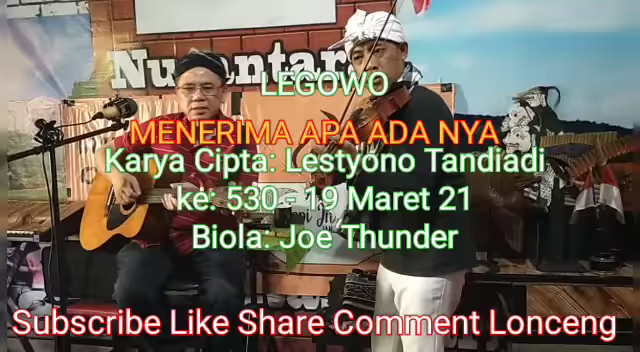 Nusantara
LEGOWO
MENERIMA APA ADA NYA
Karya Cipta: Lestyono Tandiadi
ke: 530 - 19 Maret 21
Biola: Joe Thunder
Subscribe Like Share Comment Lonceng